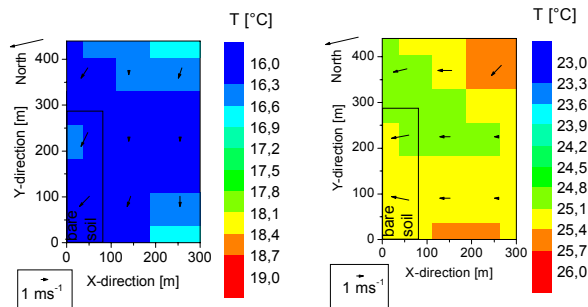 T [°C]
North
400
300
200
100
0
Y-direction [m]
bare
soil
0
100
200
300
X-direction [m]
1 ms⁻¹
16,0
16,3
16,6
16,9
17,2
17,5
17,8
18,1
18,4
18,7
19,0
T [°C]
North
400
300
200
100
0
Y-direction [m]
bare
soil
0
100
200
300
X-direction [m]
1 ms⁻¹
23,0
23,3
23,6
23,9
24,2
24,5
24,8
25,1
25,4
25,7
26,0